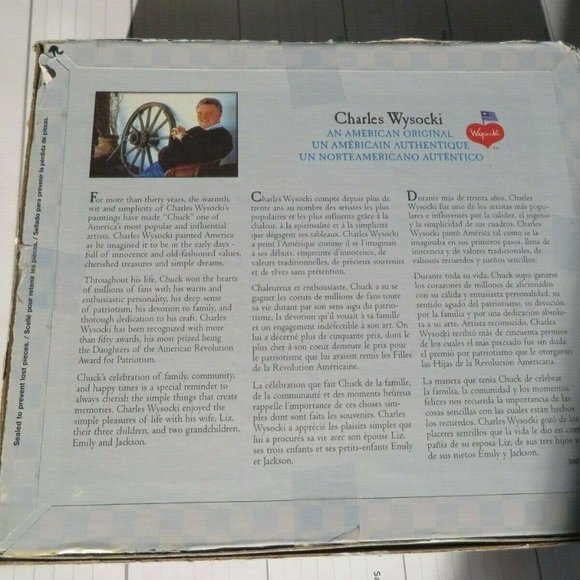 Charles Wysocki
AN AMERICAN ORIGINAL
UN AMÉRICAIN AUTHENTIQUE
UN NORTEAMERICANO AUTÉNTICO
Wysocki
For more than thirty years, the warmth,
wit and simplicity of Charles Wysocki's
paintings have made "Chuck" one of
America's most popular and influential
artists. Charles Wysocki painted America
as he imagined it to be in the early days -
full of innocence and old-fashioned values,
cherished treasures and simple dreams.
Throughout his life, Chuck won the hearts
of millions of fans with his warm and
enthusiastic personality, his deep sense
of patriotism, his devotion to family, and
thorough dedication to his craft. Charles
Wysocki has been recognized with more
than fifty awards, his most prized being
the Daughters of the American Revolution
Award for Patriotism.
Chuck's celebration of family, community,
and happy times is a special reminder to
always cherish the simple things that create
memories. Charles Wysocki enjoyed the
simple pleasures of life with his wife, Liz,
their three children, and two grandchildren,
Emily and Jackson.
Charles Wysocki compte depuis plus de
trente ans au nombre des artistes les plus
populaires et les plus influents grâce à la
chaleur, à la spiritualité et à la simplicité
que dégagent ses tableaux. Charles Wysocki
a peint l'Amérique comme il se l'imaginait
à ses débuts, empreinte d'innocence, de
valeurs traditionnelles, de précieux souvenirs
et de rêves sans prétention.
Chaleureux et enthousiaste, Chuck a su se
gagner les coeurs de millions de fans toute
sa vie durant par son sens aigu du patrio-
tisme, la dévotion qu'il vouait à sa famille
et un engagement indéfectible à son art. On
lui a décerné plus de cinquante prix, dont le
plus cher à son coeur demeure le prix pour
le patriotisme que lui avaient remis les Filles
de la Révolution Américaine.
La célébration que fait Chuck de la famille,
de la communauté et des moments heureux
rappelle l'importance de ces choses sim-
ples dont sont faits les souvenirs. Charles
Wysocki a apprécié les plaisirs simples que
lui a procurés sa vie avec son épouse Liz,
ses trois enfants et ses petits-enfants Emily
et Jackson.
Durante más de treinta años, Charles
Wysocki fue uno de los artistas más popu-
lares e influyentes por la calidez, el ingenio
y la simplicidad de sus cuadros. Charles
Wysocki pintó América tal como se la
imaginaba en sus primeros pasos, llena de
inocencia y de valores tradicionales, de
valiosos recuerdos y sueños sencillos.
Durante toda su vida, Chuck supo ganarse
los corazones de millones de aficionados
con su cálida y entusiasta personalidad, su
sentido agudo del patriotismo, su devoción
por la familia y por una dedicación absolu-
ta a su arte. Artista reconocido, Charles
Wysocki recibió más de cincuenta premios
de los cuales el más preciado fue sin duda
el premio por patriotismo que le otorgaron
las Hijas de la Revolución Americana.
La manera que tenía Chuck de celebrar
la familia, la comunidad y los momentos
felices nos recuerda la importancia de las
cosas sencillas con las cuales están hechos
los recuerdos. Charles Wysocki gozó de los
placeres sencillos que la vida le dio en com-
pañía de su esposa Liz, de sus tres hijos y
de sus nietos Emily y Jackson.
Sealed to prevent lost pieces. / Scellé pour retenir les pièces. / Sellado para prevenir la pérdida de piezas.